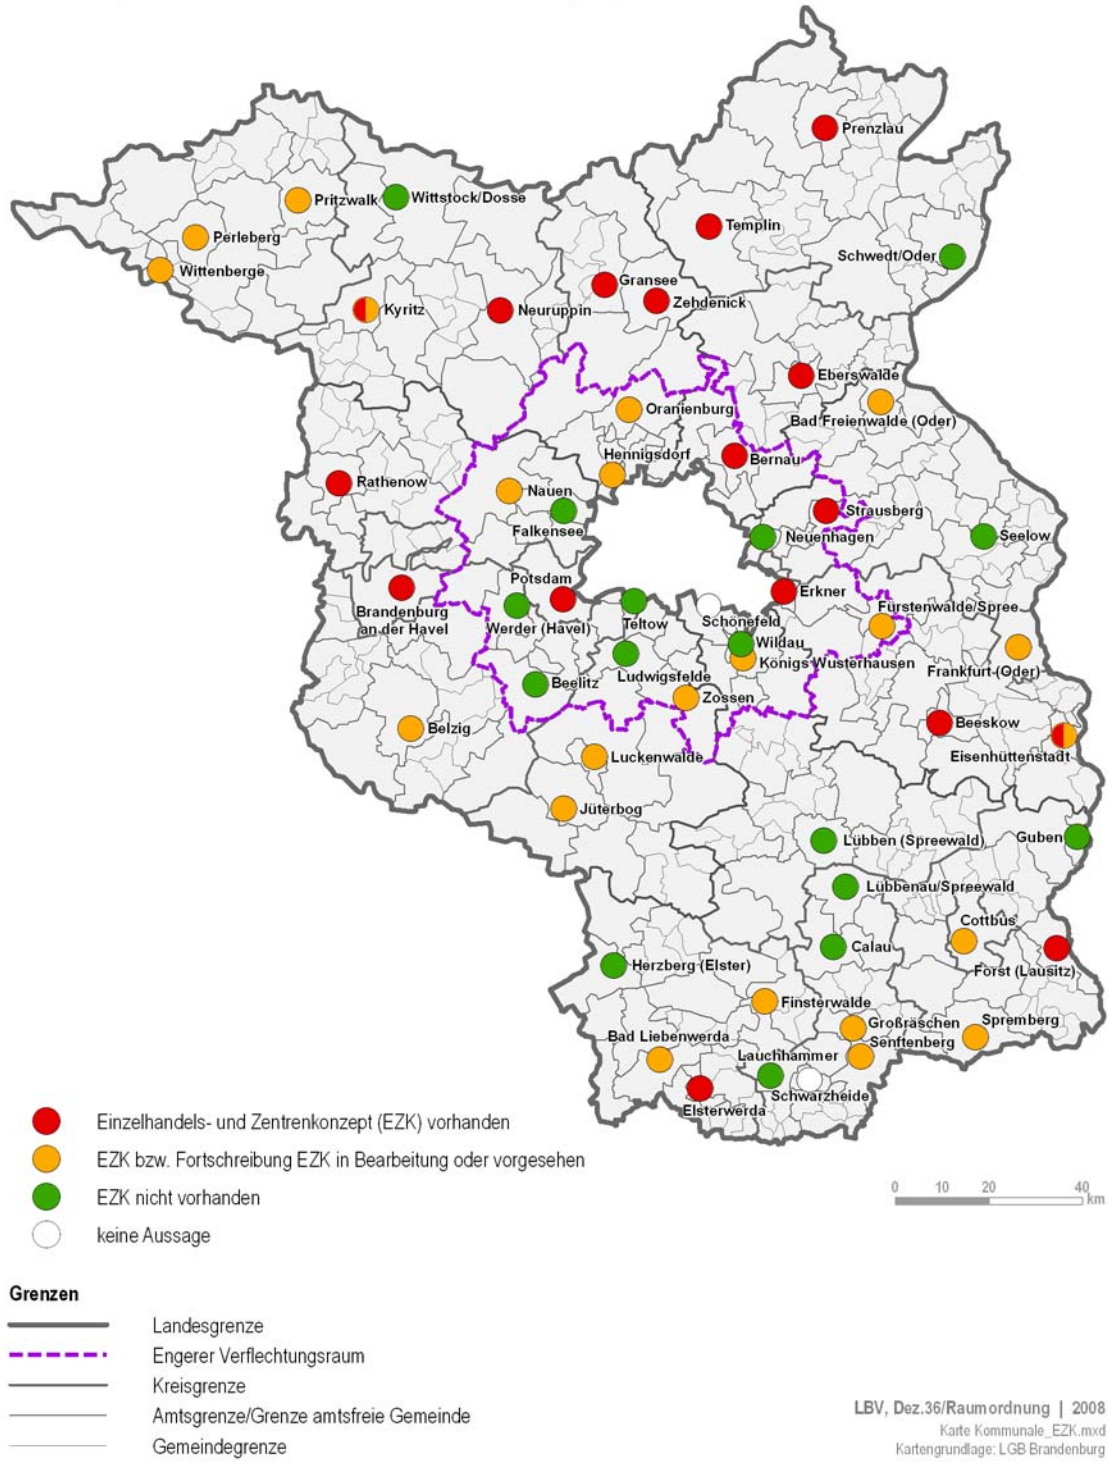 Prenzlau
Pritzwalk
Wittstock/Dosse
Templin
Perleberg
Schwedt/Oder
Wittenberge
Gransee
Zehdenick
Kyritz
Neuruppin
Eberswalde
Oranienburg
Bad Freienwalde (Oder)
Hennigsdorf
Bernau
Rathenow
Nauen
Strausberg
Falkensee
Neuenhagen
Seelow
Potsdam
Erkner
Brandenburg
an der Havel
Fürstenwalde/Spree
Werder (Havel)
Teltow
Schönefeld
Wildau
Königs Wusterhausen
Frankfurt (Oder)
Ludwigsfelde
Beelitz
Zossen
Beeskow
Belzig
Eisenhüttenstadt
Luckenwalde
Jüterbog
Guben
Lübben (Spreewald)
Lübbenau/Spreewald
Cottbus
Calau
Herzberg (Elster)
Forst (Lausitz)
Finsterwalde
Großräschen
Spremberg
Bad Liebenwerda
Senftenberg
Lauchhammer
Schwarzheide
Elsterwerda
Einzelhandels- und Zentrenkonzept (EZK) vorhanden
EZK bzw. Fortschreibung EZK in Bearbeitung oder vorgesehen
EZK nicht vorhanden
keine Aussage
0 10 20 40
km
Grenzen
Landesgrenze
Engerer Verflechtungsraum
Kreisgrenze
Amtsgrenze/Grenze amtsfreie Gemeinde
Gemeindegrenze
LBV, Dez.36/Raumordnung | 2008
Karte Kommunale_EZK.mxd
Kartengrundlage: LGB Brandenburg